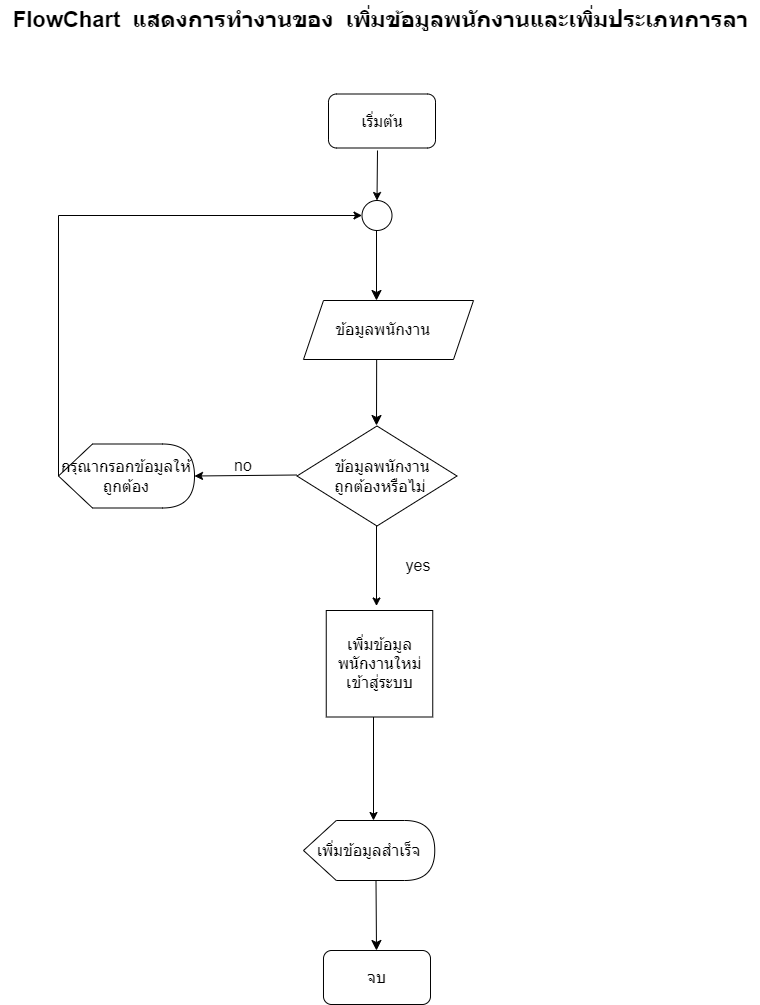 FlowChart แสดงการทำงานของ เพิ่มข้อมูลพนักงานและเพิ่มประเภทการลา
เริ่มต้น
ข้อมูลพนักงาน
ข้อมูลพนักงาน
ถูกต้องหรือไม่
no
กรุณากรอกข้อมูลให้
ถูกต้อง
yes
เพิ่มข้อมูล
พนักงานใหม่
เข้าสู่ระบบ
เพิ่มข้อมูลสำเร็จ
จบ